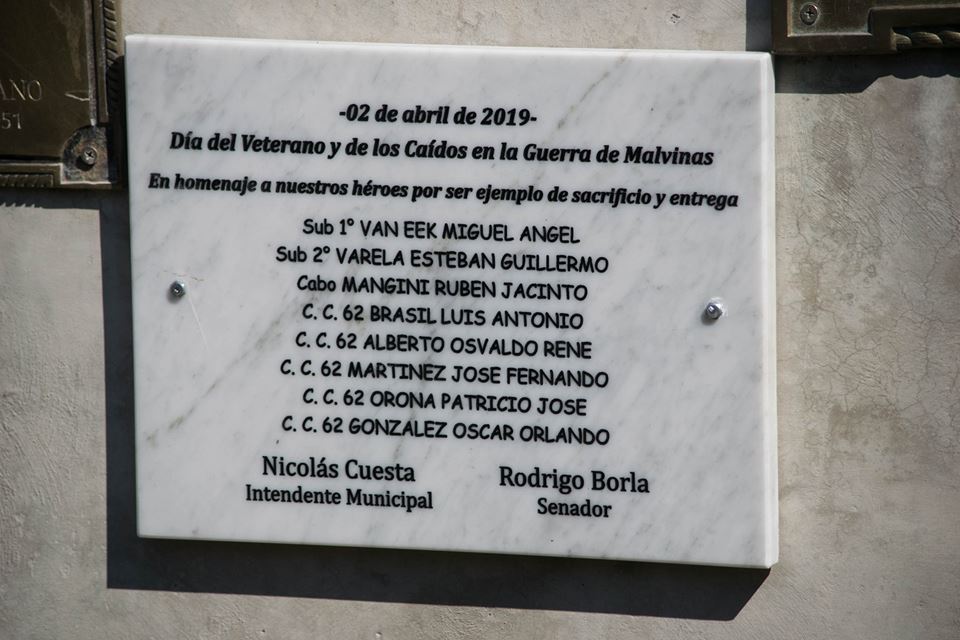 ANO
51
-02 de abril de 2019-
Día del Veterano y de los Caídos en la Guerra de Malvinas
En homenaje a nuestros héroes por ser ejemplo de sacrificio y entrega
Sub 1° VAN EEK MIGUEL ANGEL
Sub 2° VARELA ESTEBAN GUILLERMO
Cabo MANGINI RUBEN JACINTO
C. C. 62 BRASIL LUIS ANTONIO
C. C. 62 ALBERTO OSVALDO RENE
C. C. 62 MARTINEZ JOSE FERNANDO
C. C. 62 ORONA PATRICIO JOSE
C. C. 62 GONZALEZ OSCAR ORLANDO
Nicolás Cuesta
Intendente Municipal
Rodrigo Borla
Senador